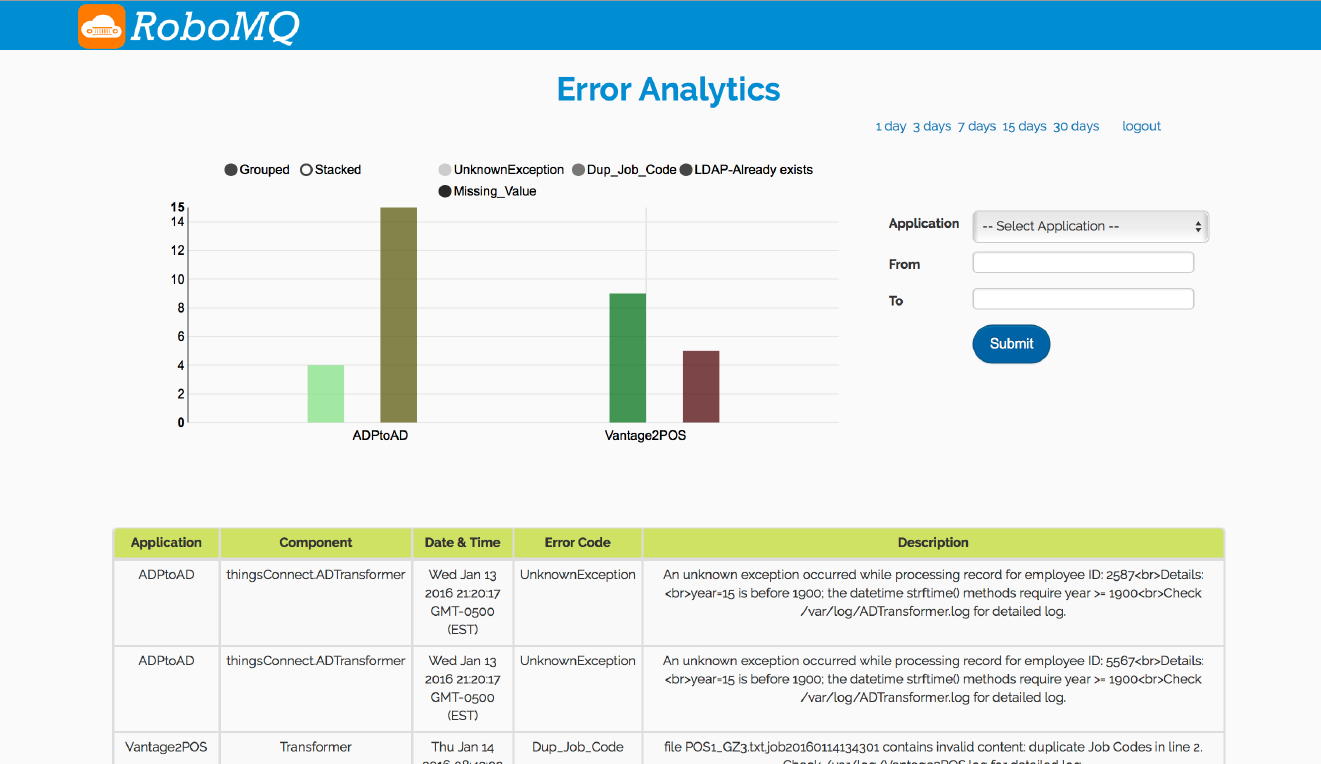 RoboMQ
Error Analytics
1 day 3 days 7 days 15 days 30 days logout
Grouped Stacked UnknownException Dup_Job_Code LDAP-Already exists
Missing_Value
15
14
12
10
8
6
4
2
0
ADPtoAD Vantage2POS
Application -- Select Application --
From
To
Submit
Application Component Date & Time Error Code Description
ADPtoAD thingsConnect.ADTransformer Wed Jan 13 UnknownException An unknown exception occurred while processing record for employee ID: 2587<br>Details:
2016 21:20:17 <br>year=15 is before 1900; the datetime strftime() methods require year >= 1900<br>Check
GMT-0500 /var/log/ADTransformer.log for detailed log.
(EST)
ADPtoAD thingsConnect.ADTransformer Wed Jan 13 UnknownException An unknown exception occurred while processing record for employee ID: 5567<br>Details:
2016 21:20:17 <br>year=15 is before 1900; the datetime strftime() methods require year >= 1900<br>Check
GMT-0500 /var/log/ADTransformer.log for detailed log.
(EST)
Vantage2POS Transformer Thu Jan 14 Dup_Job_Code file POS1_GZ3.txt.job20160114134301 contains invalid content: duplicate Job Codes in line 2.
Check /var/log/Vantage2POS.log for detailed log.